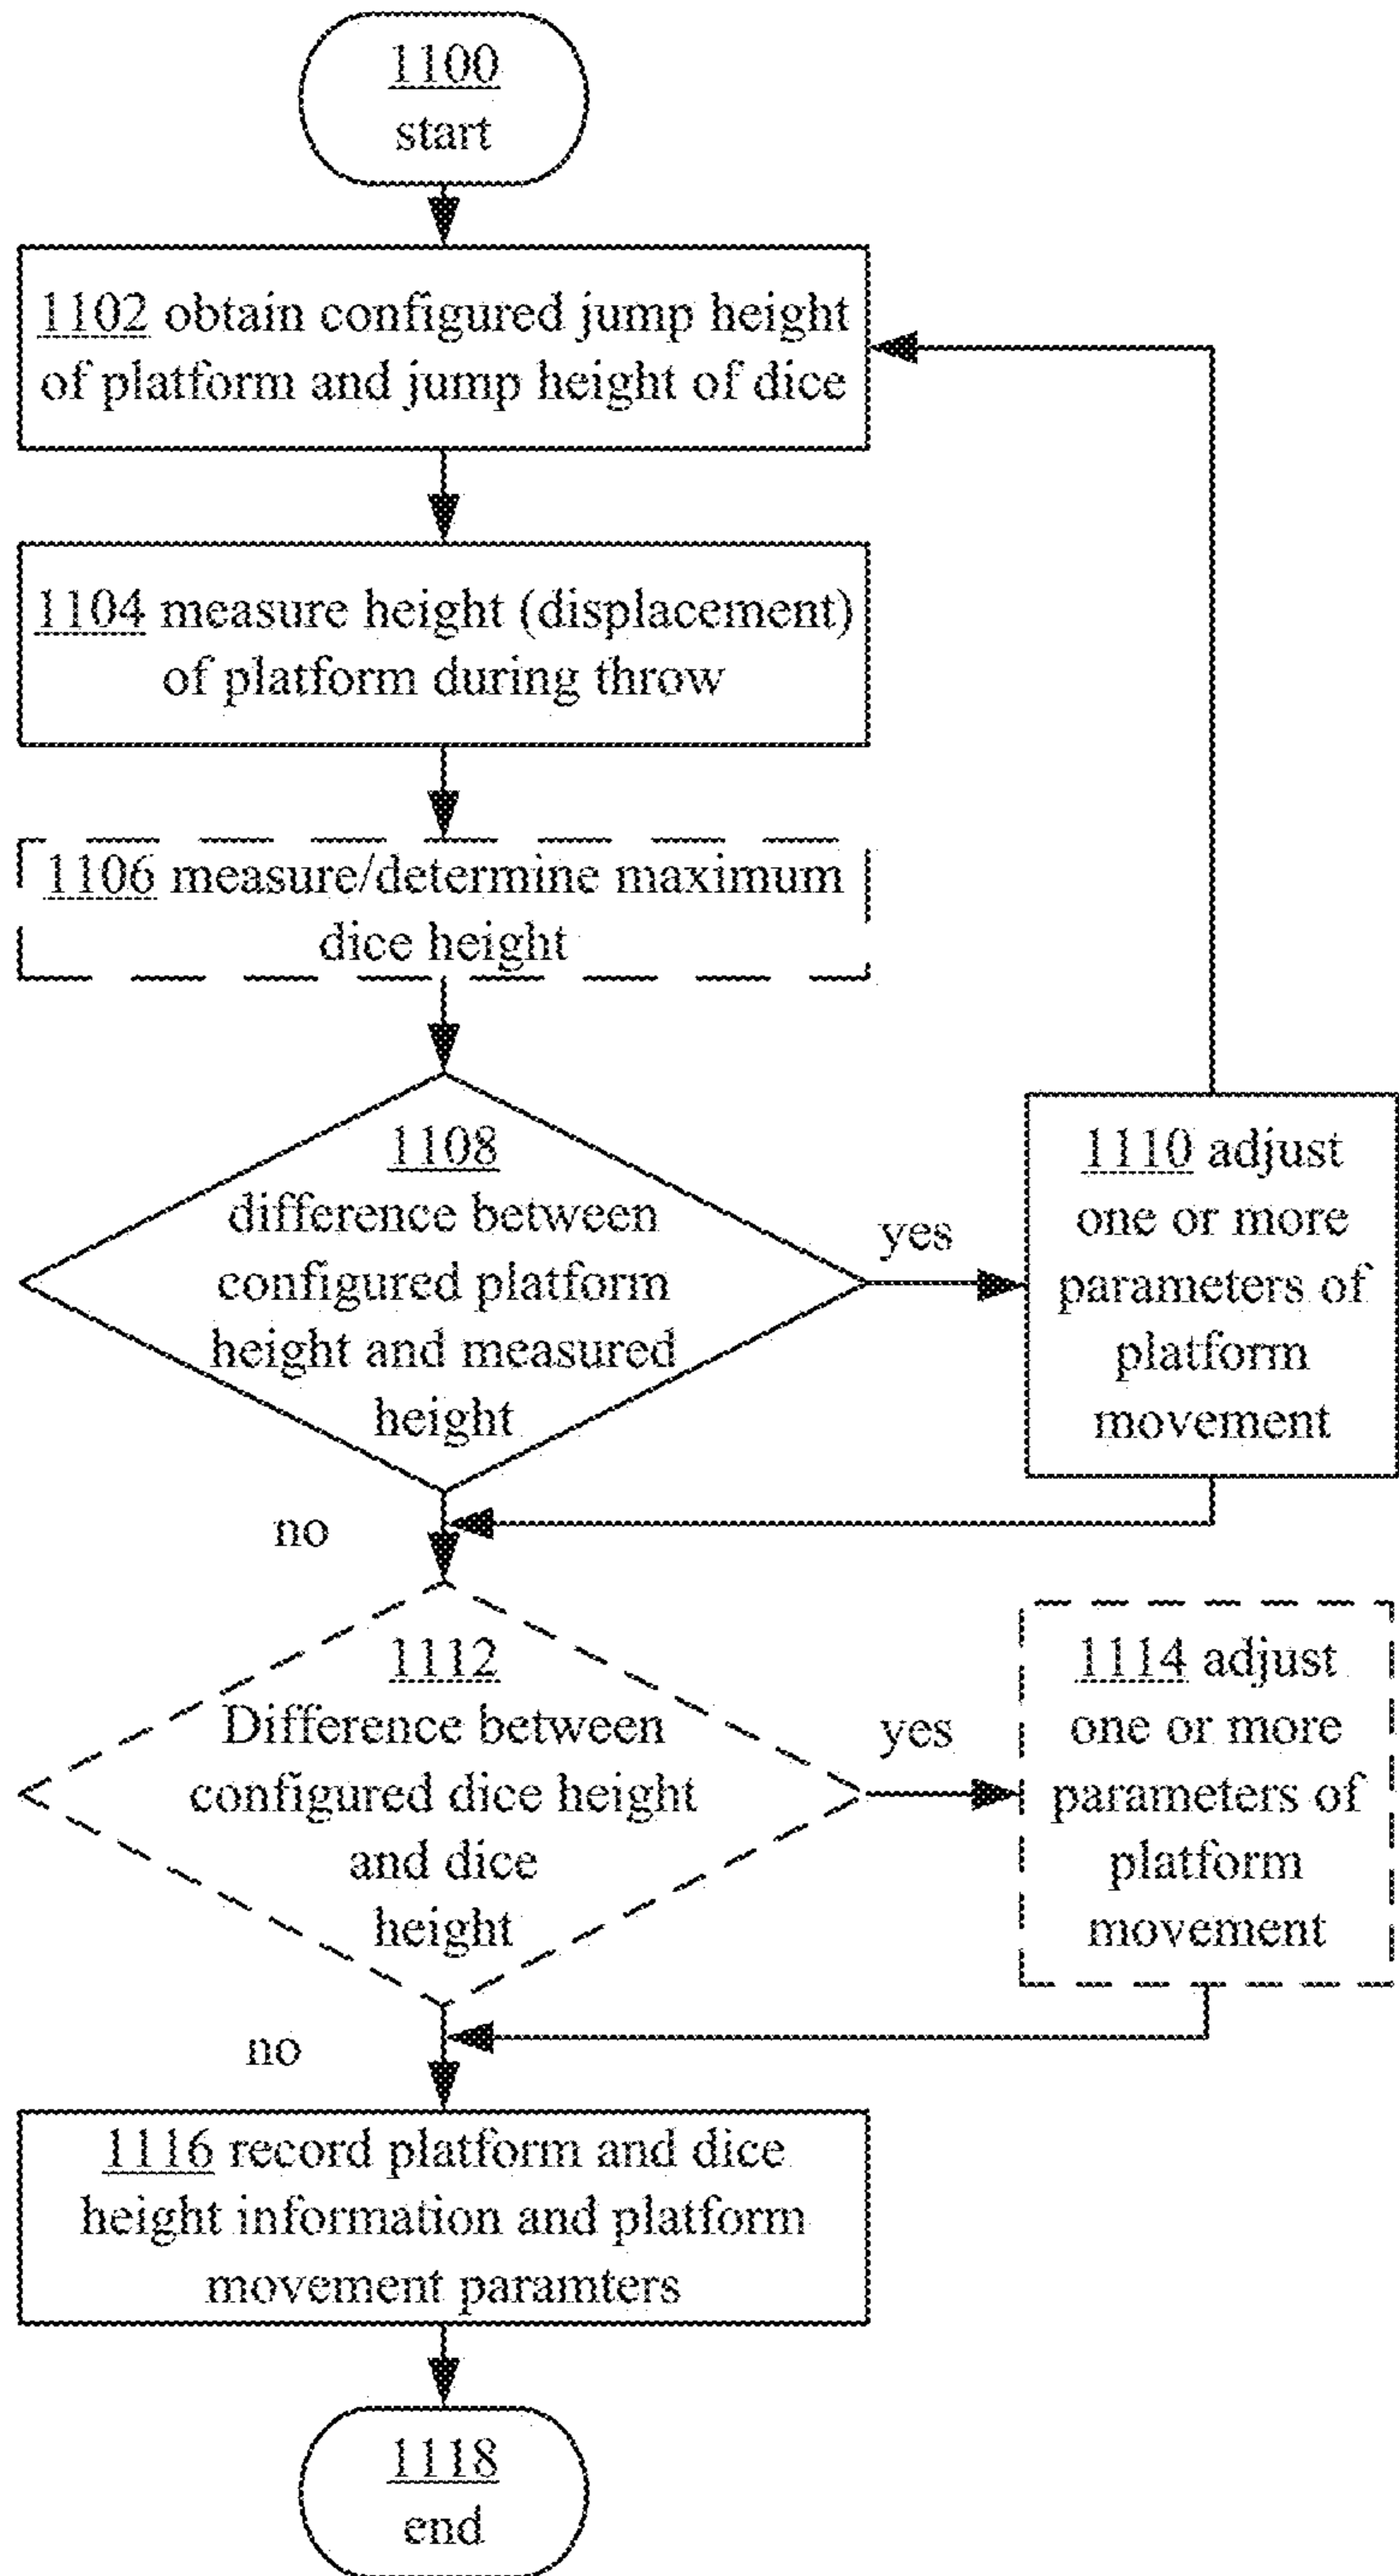 1100
start
1102 obtain configured jump height
of platform and jump height of dice
1104 measure height (displacement)
of platform during throw
1106 measure/determine maximum
dice height
1108
difference between
configured platform
height and measured
height
yes
1110 adjust
one or more
parameters of
platform
movement
no
1112
Difference between
configured dice height
and dice
height
yes
1114 adjust
one or more
parameters of
platform
movement
no
1116 record platform and dice
height information and platform
movement paramters
1118
end